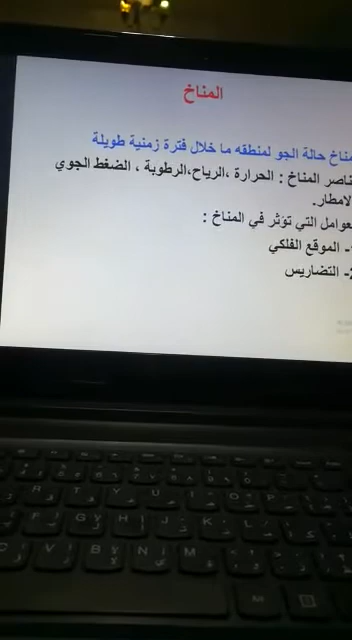 المناخ
مناخ حالة الجو لمنطقه ما خلال فترة زمنية طويلة
ناصر المناخ : الحرارة ،الرياح،الرطوبة ، الضغط الجوي
لامطار.
عوامل التي تؤثر في المناخ :
- الموقع الفلكي
2- التضاريس